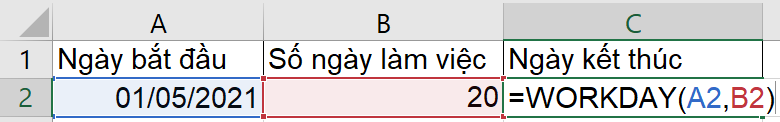 A B C
1 Ngày bắt đầu Số ngày làm việc Ngày kết thúc
2 01/05/2021 20 =WORKDAY(A2,B2)